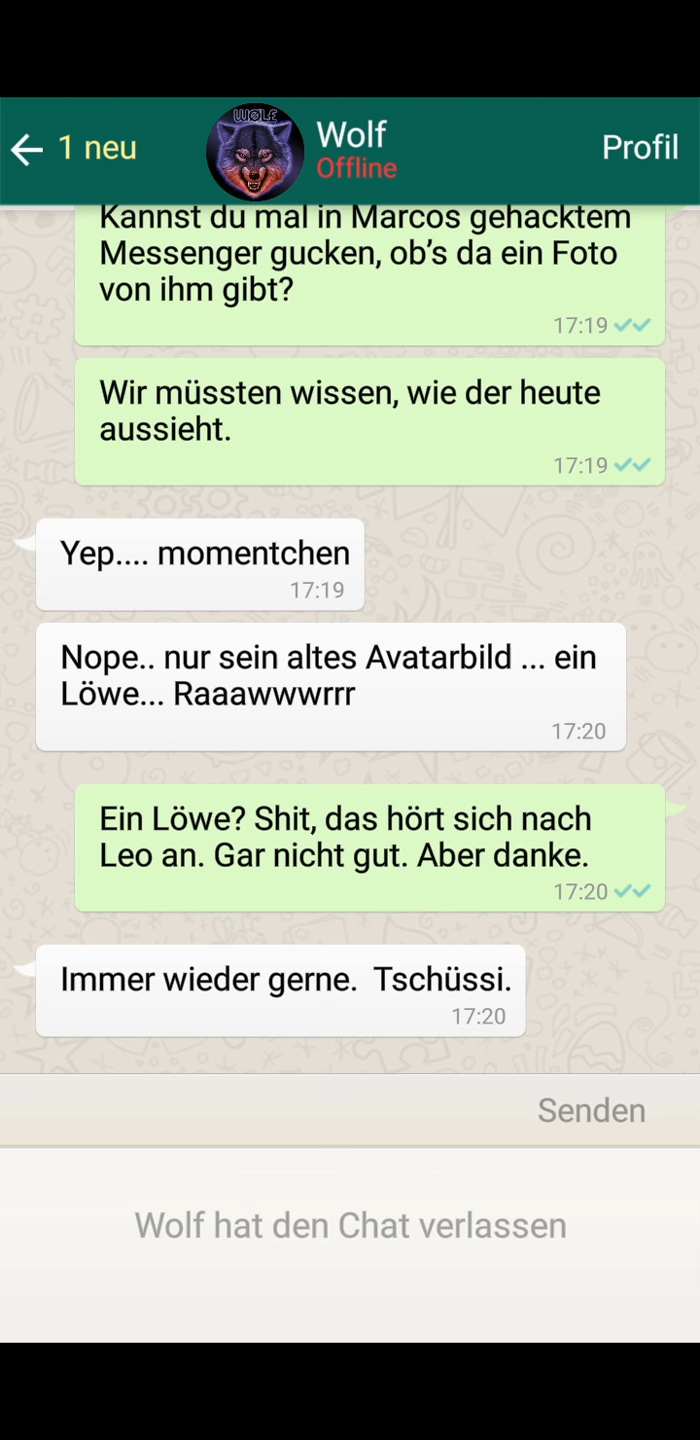 1 neu
WØLF
Wolf
Offline
Profil
Kannst du mal in Marcos gehacktem
Messenger gucken, ob’s da ein Foto
von ihm gibt?
17:19
Wir müssten wissen, wie der heute
aussieht.
17:19
Yep.... momentchen
17:19
Nope.. nur sein altes Avatarbild ... ein
Löwe... Raaawwwrrr
17:20
Ein Löwe? Shit, das hört sich nach
Leo an. Gar nicht gut. Aber danke.
17:20
Immer wieder gerne.  Tschüssi.
17:20
Senden
Wolf hat den Chat verlassen